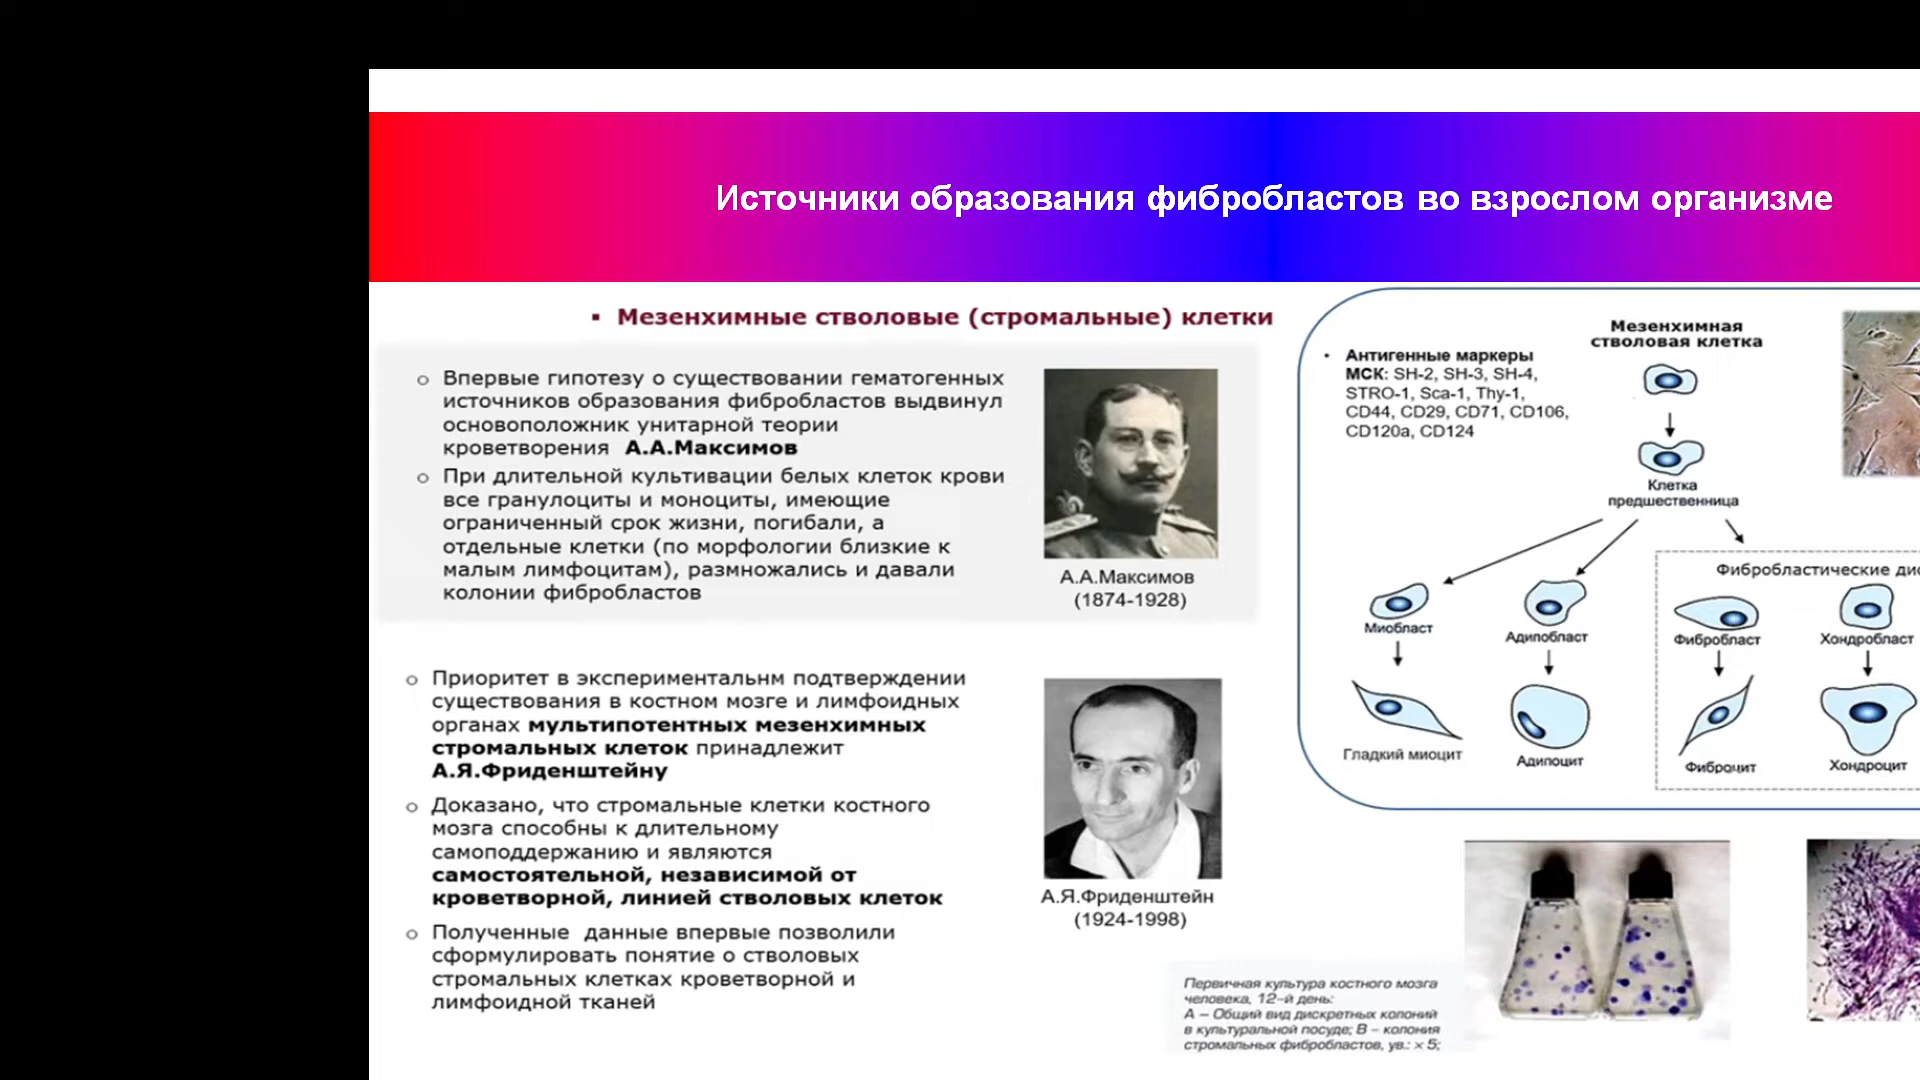 Источники образования фибробластов во взрослом организме
▪ Мезенхимные стволовые (стромальные) клетки
o Впервые гипотезу о существовании гематогенных
источников образования фибробластов выдвинул
основоположник унитарной теории
кроветворения А.А.Максимов
o При длительной культивации белых клеток крови
все гранулоциты и моноциты, имеющие
ограниченный срок жизни, погибали, а
отдельные клетки (по морфологии близкие к
малым лимфоцитам), размножались и давали
колонии фибробластов
А.А.Максимов
(1874-1928)
o Приоритет в экспериментальнм подтверждении
существования в костном мозге и лимфоидных
органах мультипотентных мезенхимных
стромальных клеток принадлежит
А.Я.Фриденштейну
o Доказано, что стромальные клетки костного
мозга способны к длительному
самоподдержанию и являются
самостоятельной, независимой от
кроветворной, линией стволовых клеток
o Полученные данные впервые позволили
сформулировать понятие о стволовых
стромальных клетках кроветворной и
лимфоидной тканей
А.Я.Фриденштейн
(1924-1998)
• Антигенные маркеры
МСК: SH-2, SH-3, SH-4,
STRO-1, Sca-1, Thy-1,
CD44, CD29, CD71, CD106,
CD120a, CD124
Мезенхимная
стволовая клетка
Клетка
предшественница
Фибробластические
Миобласт
Адипобласт
Фибробласт
Хондробласт
Гладкий миоцит
Адипоцит
Фиброцит
Хондроцит
Первичная культура костного мозга
человека, 12-й день:
А – Общий вид дискретных колоний
в культуральной посуде; В – колония
стромальных фибробластов, ув.: × 5;